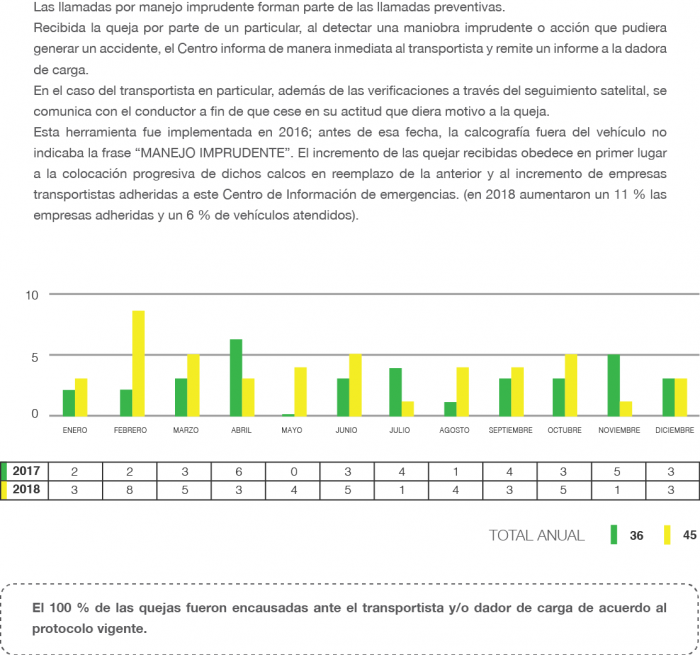 Las llamadas por manejo imprudente forman parte de las llamadas preventivas.
Recibida la queja por parte de un particular, al detectar una maniobra imprudente o acción que pudiera
generar un accidente, el Centro informa de manera inmediata al transportista y remite un informe a la dadora
de carga.
En el caso del transportista en particular, además de las verificaciones a través del seguimiento satelital, se
comunica con el conductor a fin de que cese en su actitud que diera motivo a la queja.
Esta herramienta fue implementada en 2016; antes de esa fecha, la calcografía fuera del vehículo no
indicaba la frase “MANEJO IMPRUDENTE”. El incremento de las quejar recibidas obedece en primer lugar
a la colocación progresiva de dichos calcos en reemplazo de la anterior y al incremento de empresas
transportistas adheridas a este Centro de Información de emergencias. (en 2018 aumentaron un 11 % las
empresas adheridas y un 6 % de vehículos atendidos).
10
5
0
ENERO FEBRERO MARZO ABRIL MAYO JUNIO JULIO AGOSTO SEPTIEMBRE OCTUBRE NOVIEMBRE DICIEMBRE
2017 2 2 3 6 0 3 4 1 4 3 5 3
2018 3 8 5 3 4 5 1 4 3 5 1 3
TOTAL ANUAL 36 45
El 100 % de las quejas fueron encausadas ante el transportista y/o dador de carga de acuerdo al
protocolo vigente.